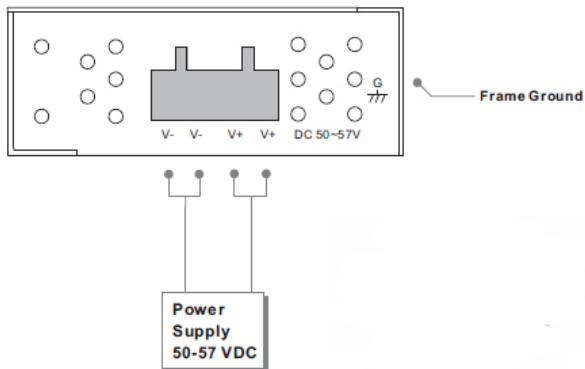 G
Frame Ground
V- V- V+ V+ DC 50~57V
Power
Supply
50-57 VDC